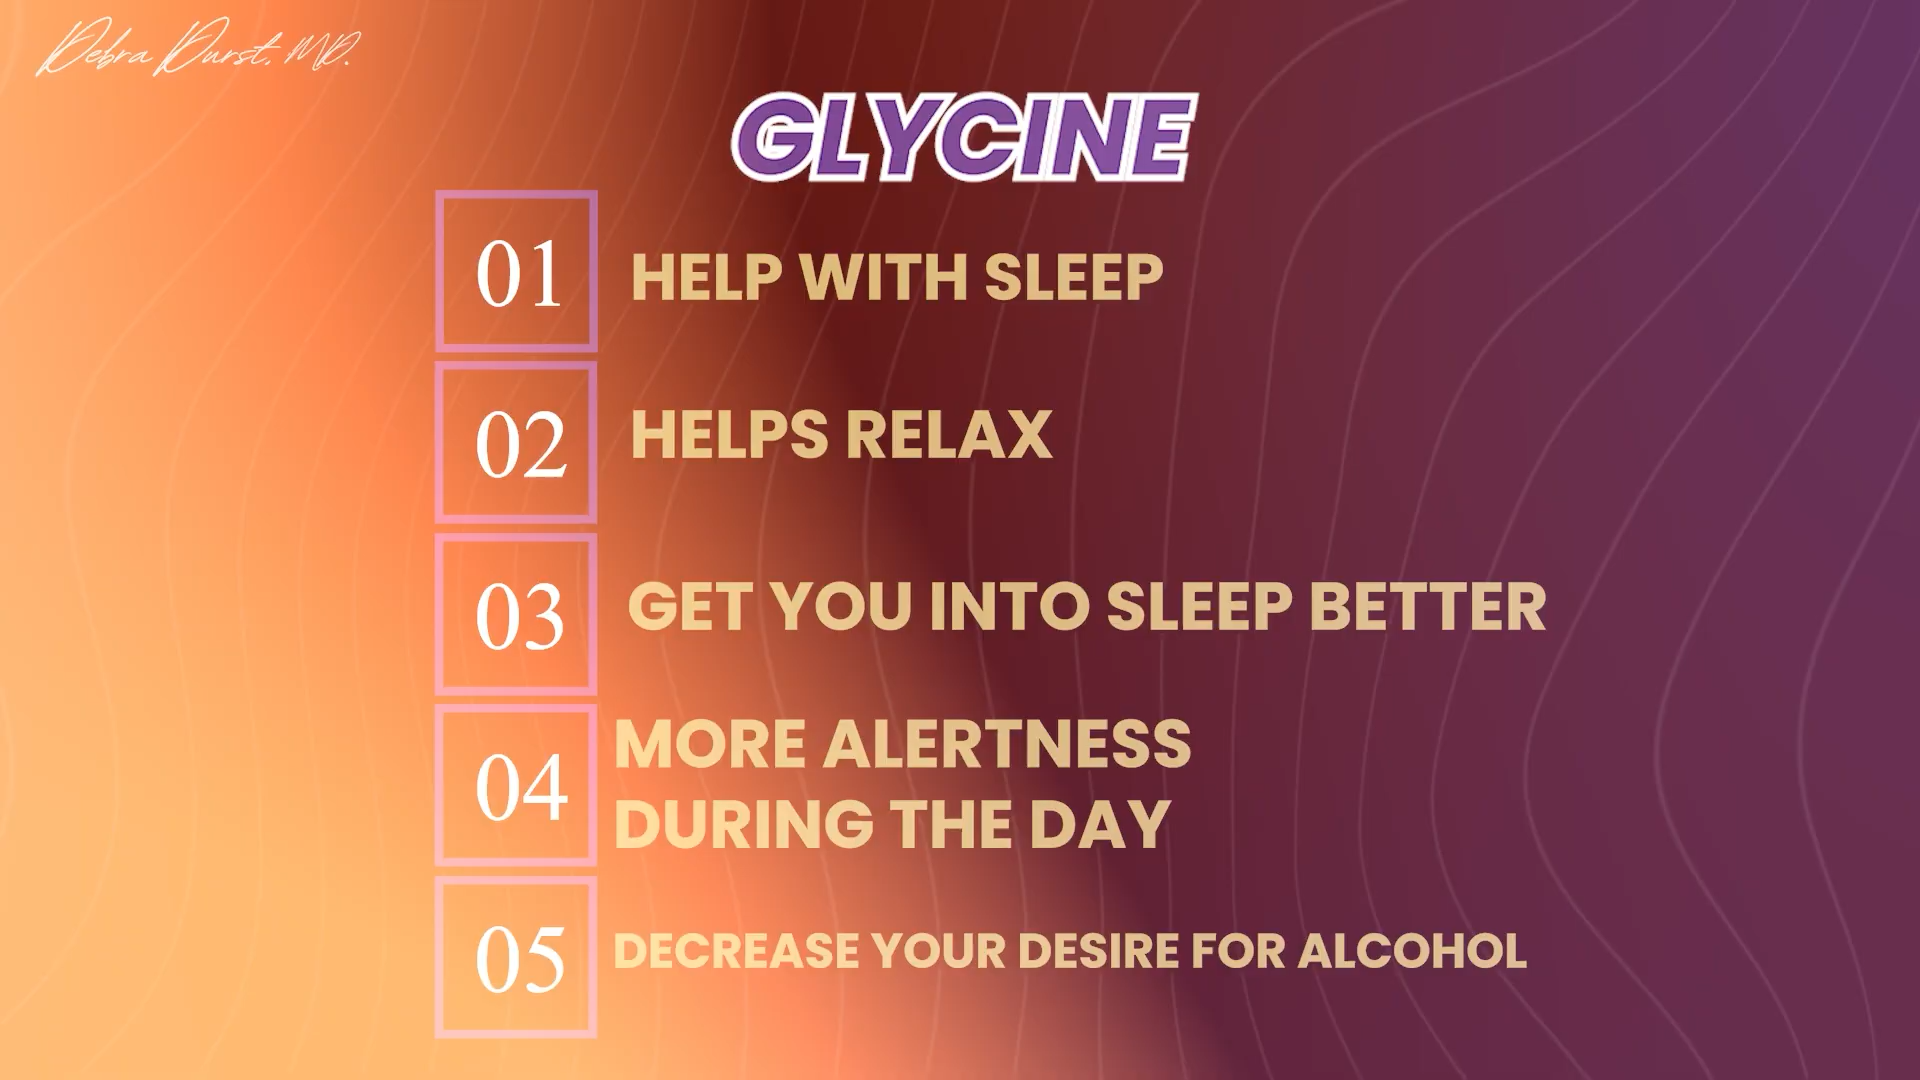 Debra Durst, MD.
GLYCINE
01 HELP WITH SLEEP
02 HELPS RELAX
03 GET YOU INTO SLEEP BETTER
04 MORE ALERTNESS
DURING THE DAY
05 DECREASE YOUR DESIRE FOR ALCOHOL